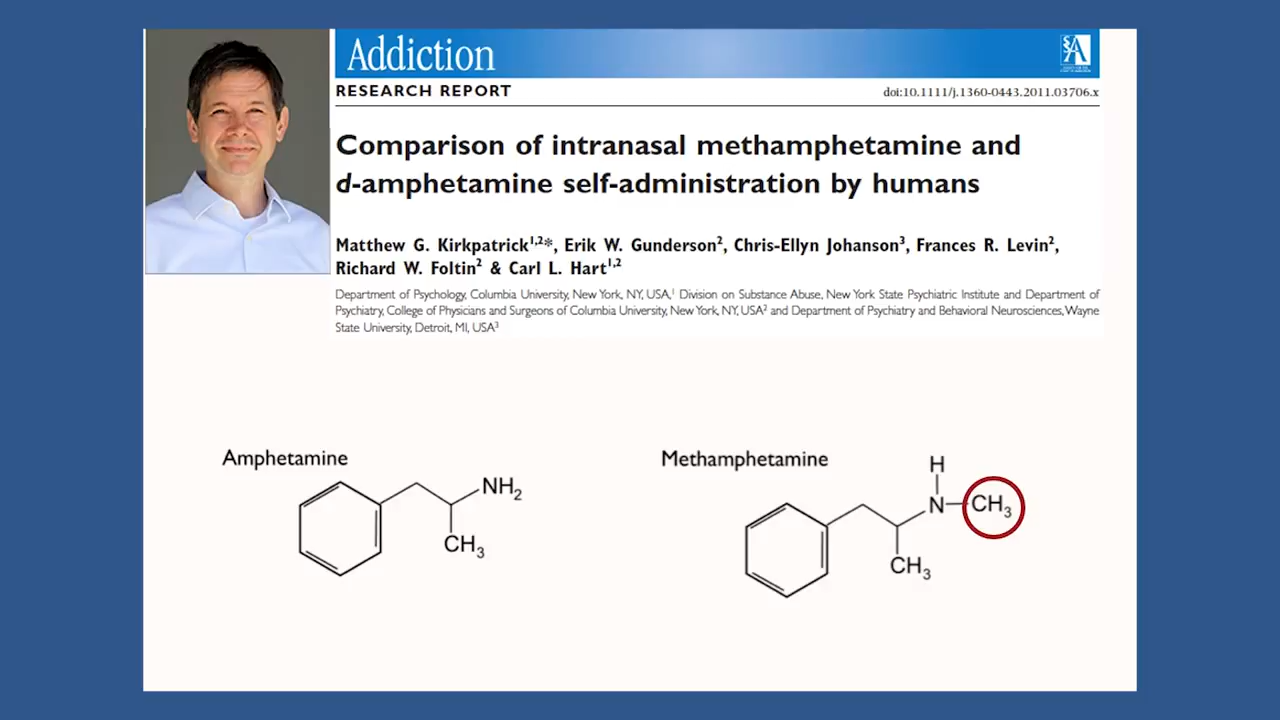 Addiction
RESEARCH REPORT
doi:10.1111/j.1360-0443.2011.03706.x
Comparison of intranasal methamphetamine and
d-amphetamine self-administration by humans
Matthew G. Kirkpatrick1,2*, Erik W. Gunderson2, Chris-Ellyn Johanson3, Frances R. Levin2,
Richard W. Foltin2 & Carl L. Hart1,2
Department of Psychology, Columbia University, New York, NY, USA,1 Division on Substance Abuse, New York State Psychiatric Institute and Department of
Psychiatry, College of Physicians and Surgeons of Columbia University, New York, NY, USA2 and Department of Psychiatry and Behavioral Neurosciences, Wayne
State University, Detroit, MI, USA3
Amphetamine
NH2
CH3
Methamphetamine
H
N
CH3
CH3